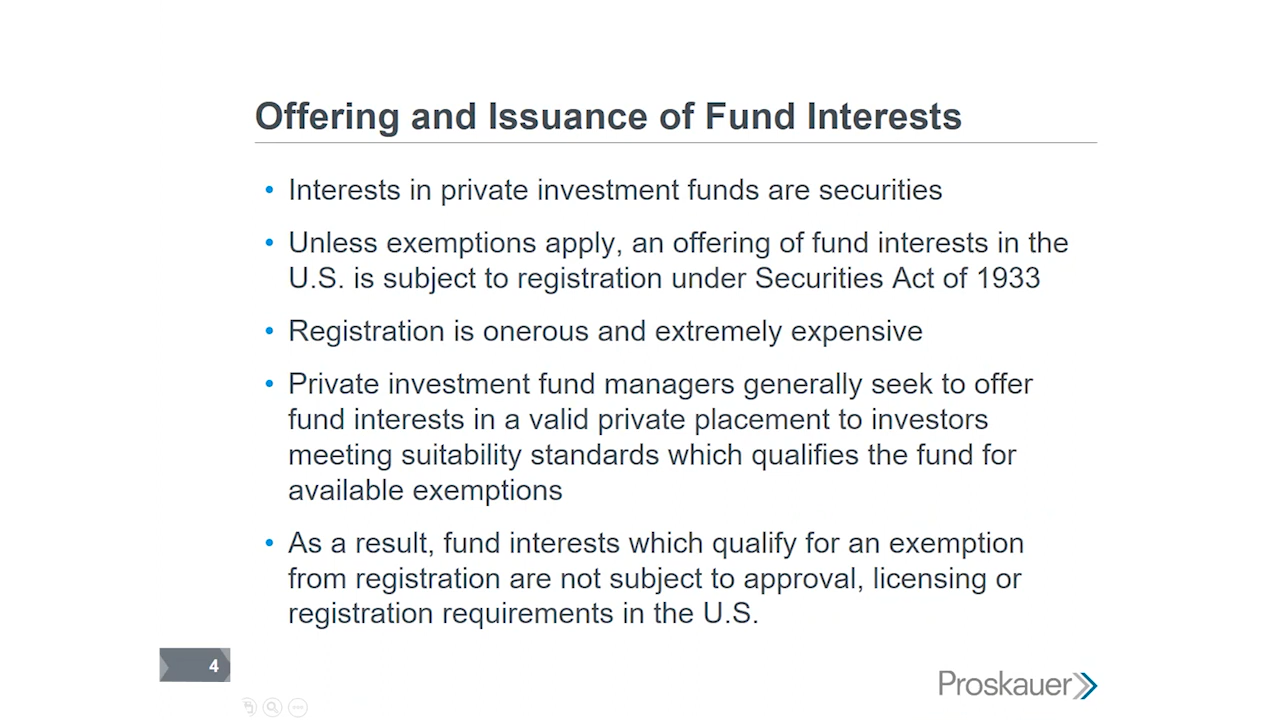 Offering and Issuance of Fund Interests
• Interests in private investment funds are securities
• Unless exemptions apply, an offering of fund interests in the
U.S. is subject to registration under Securities Act of 1933
• Registration is onerous and extremely expensive
• Private investment fund managers generally seek to offer
fund interests in a valid private placement to investors
meeting suitability standards which qualifies the fund for
available exemptions
• As a result, fund interests which qualify for an exemption
from registration are not subject to approval, licensing or
registration requirements in the U.S.
4
Proskauer